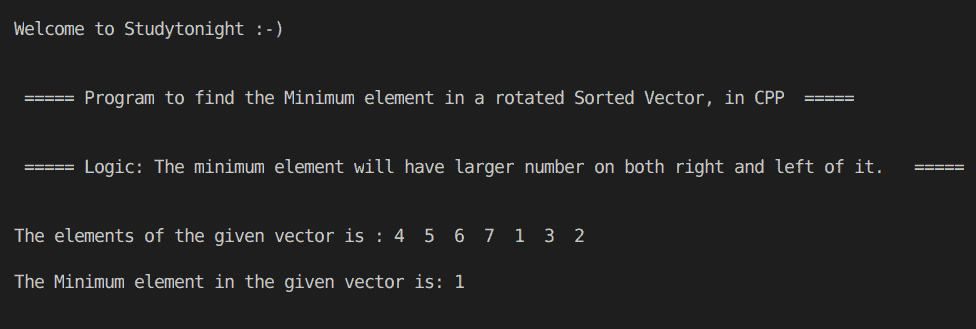 Welcome to Studytonight :-)
===== Program to find the Minimum element in a rotated Sorted Vector, in CPP  =====
===== Logic: The minimum element will have larger number on both right and left of it.   =====
The elements of the given vector is : 4  5  6  7  1  3  2
The Minimum element in the given vector is: 1